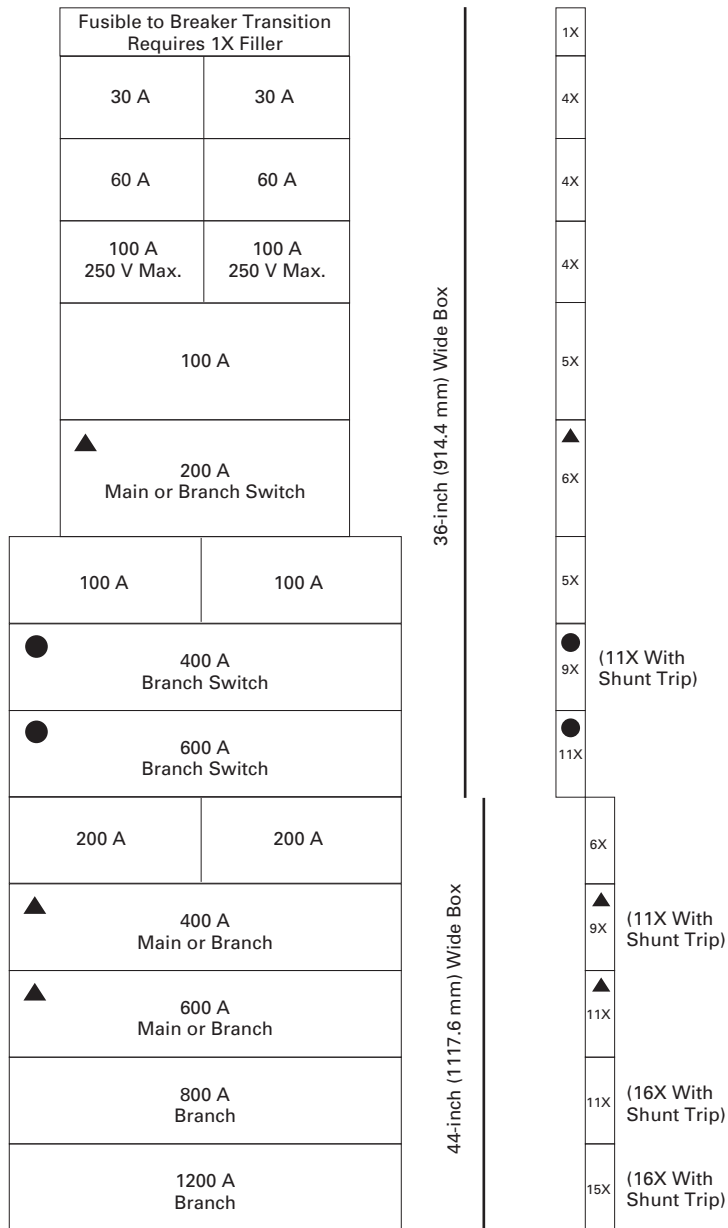 Fusible to Breaker Transition
Requires 1X Filler
1X
30 A
30 A
4X
60 A
60 A
4X
100 A
250 V Max.
100 A
250 V Max.
4X
100 A
5X
200 A
Main or Branch Switch
6X
36-inch (914.4 mm) Wide Box
100 A
100 A
5X
400 A
Branch Switch
9X
(11X With
Shunt Trip)
600 A
Branch Switch
11X
200 A
200 A
6X
400 A
Main or Branch
9X
(11X With
Shunt Trip)
44-inch (1117.6 mm) Wide Box
600 A
Main or Branch
11X
800 A
Branch
11X
(16X With
Shunt Trip)
1200 A
Branch
15X
(16X With
Shunt Trip)